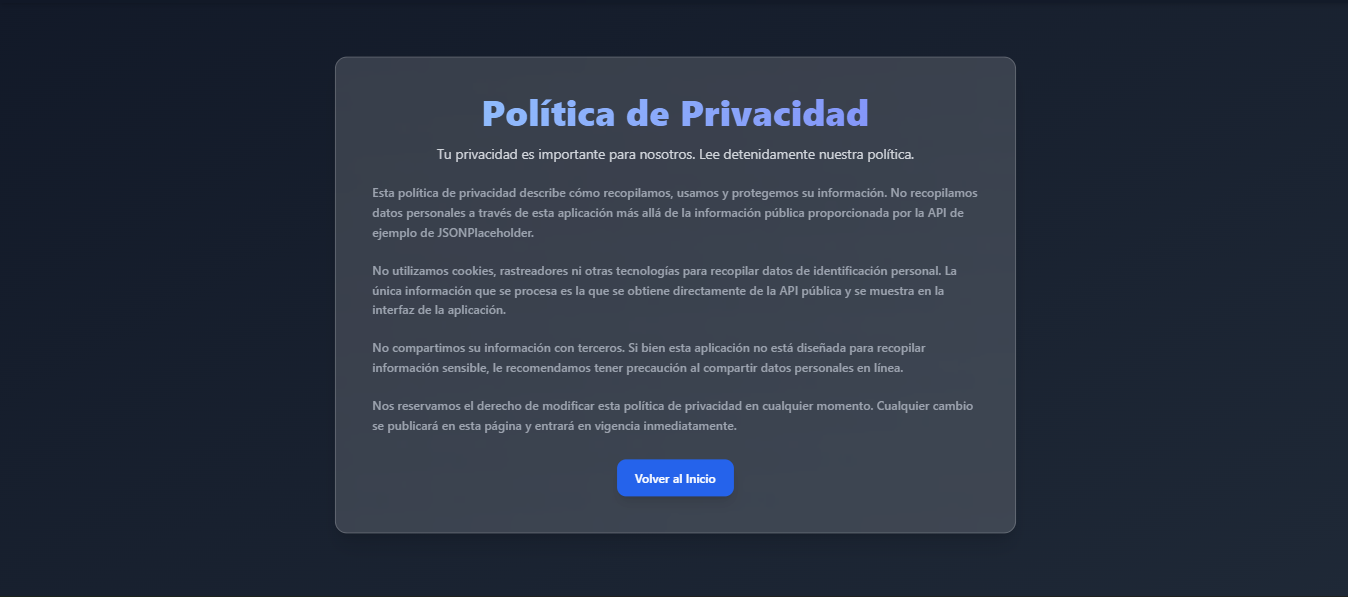 Política de Privacidad
Tu privacidad es importante para nosotros. Lee detenidamente nuestra política.
Esta política de privacidad describe cómo recopilamos, usamos y protegemos su información. No recopilamos
datos personales a través de esta aplicación más allá de la información pública proporcionada por la API de
ejemplo de JSONPlaceholder.
No utilizamos cookies, rastreadores ni otras tecnologías para recopilar datos de identificación personal. La
única información que se procesa es la que se obtiene directamente de la API pública y se muestra en la
interfaz de la aplicación.
No compartimos su información con terceros. Si bien esta aplicación no está diseñada para recopilar
información sensible, le recomendamos tener precaución al compartir datos personales en línea.
Nos reservamos el derecho de modificar esta política de privacidad en cualquier momento. Cualquier cambio
se publicará en esta página y entrará en vigencia inmediatamente.
Volver al Inicio